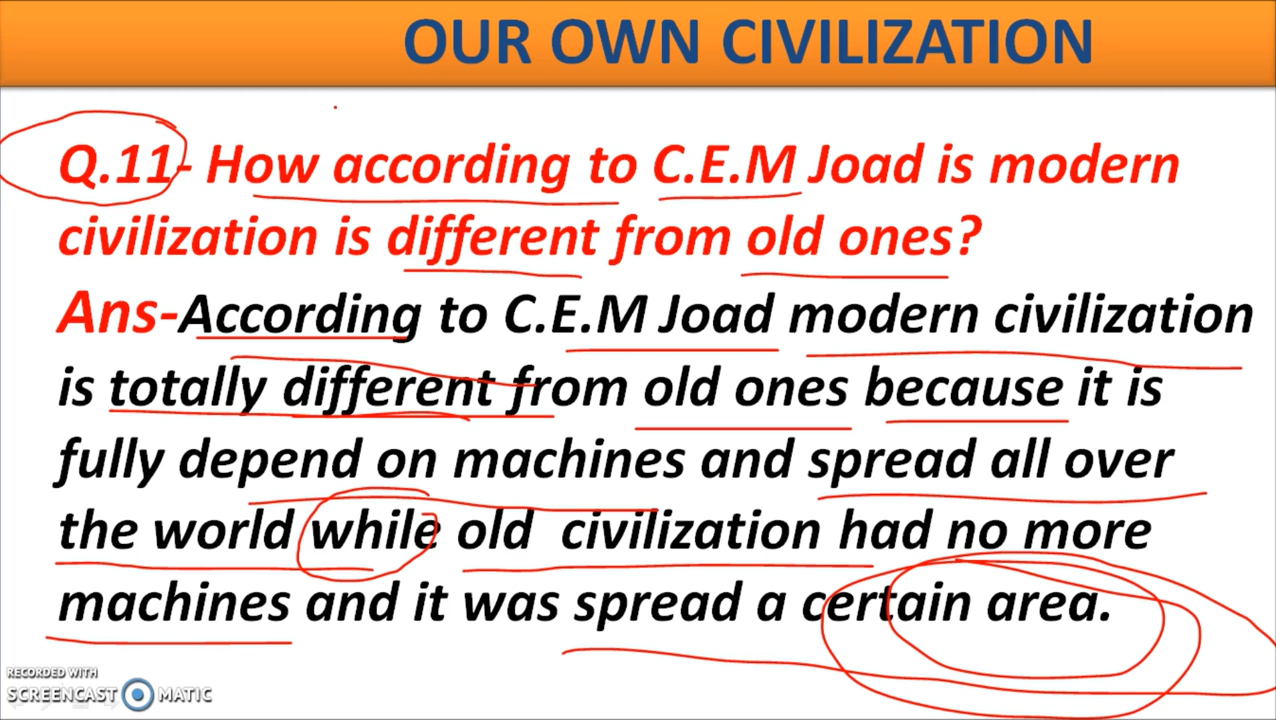 OUR OWN CIVILIZATION
Q.11- How according to C.E.M Joad is modern
civilization is different from old ones?
Ans-According to C.E.M Joad modern civilization
is totally different from old ones because it is
fully depend on machines and spread all over
the world while old civilization had no more
machines and it was spread a certain area.
RECORDED WITH
SCREENCAST MATIC